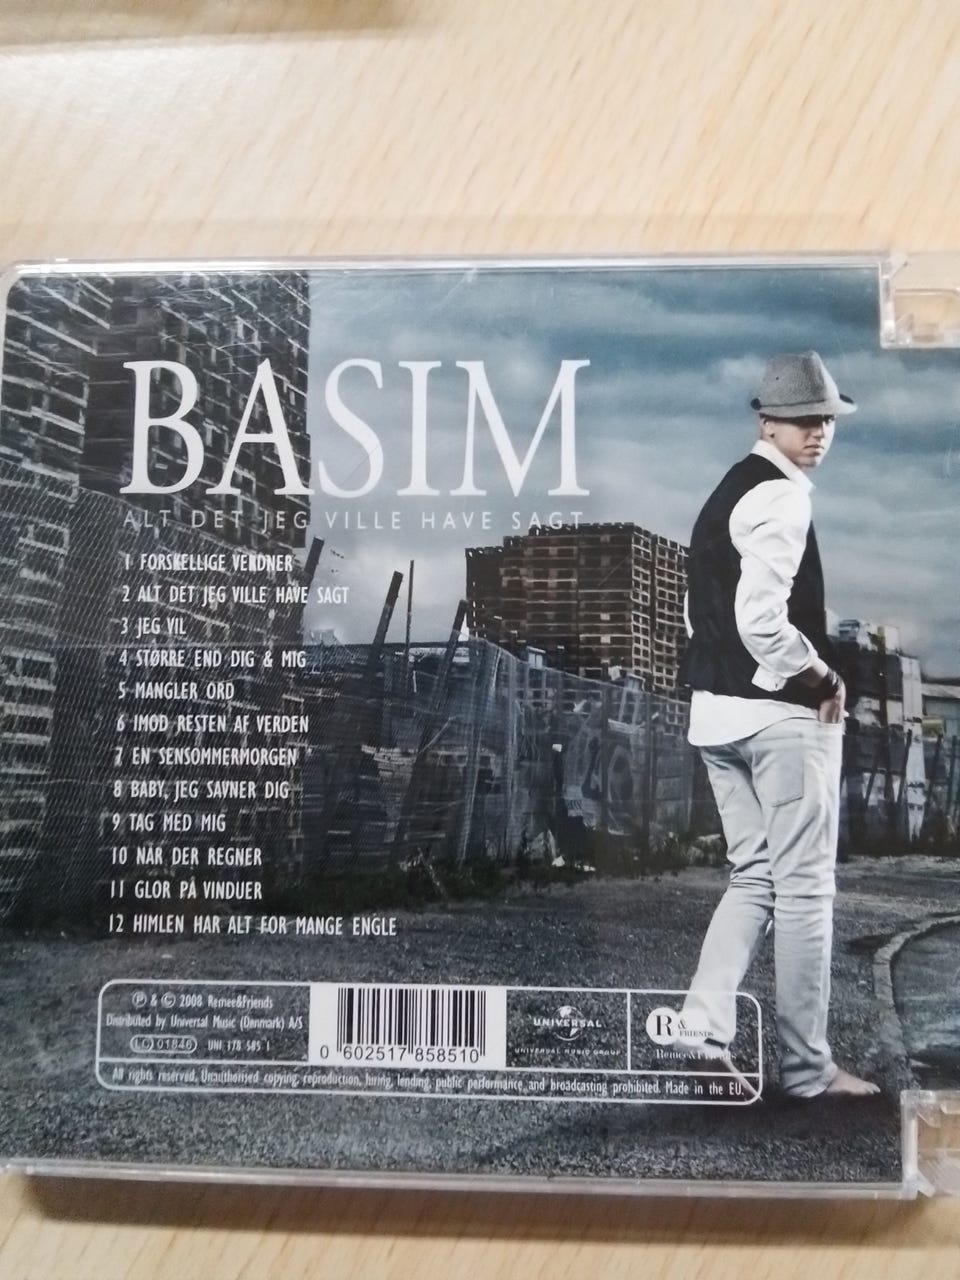 BASIM
ALT DET JEG VILLE HAVE SAGT
1 FORSKELLIGE VERDNER
2 ALT DET JEG VILLE HAVE SAGT
3 JEG VIL
4 STØRRE END DIG & MIG
5 MANGLER ORD
6 IMOD RESTEN AF VERDEN
7 EN SENSOMMERMORGEN
8 BABY, JEG SAVNER DIG
9 TAG MED MIG
10 NÅR DER REGNER
11 GLOR PÅ VINDUER
12 HIMLEN HAR ALT FOR MANGE ENGLE
℗ & © 2008 Remee&Friends
Distributed by Universal Music (Denmark) A/S
LC 01846 UNI 178 585 1
0 602517 858510
UNIVERSAL
UNIVERSAL MUSIC GROUP
R & FRIENDS
Remee&Friends
All rights reserved. Unauthorised copying, reproduction, hiring, lending, public performance and broadcasting prohibited. Made in the EU.